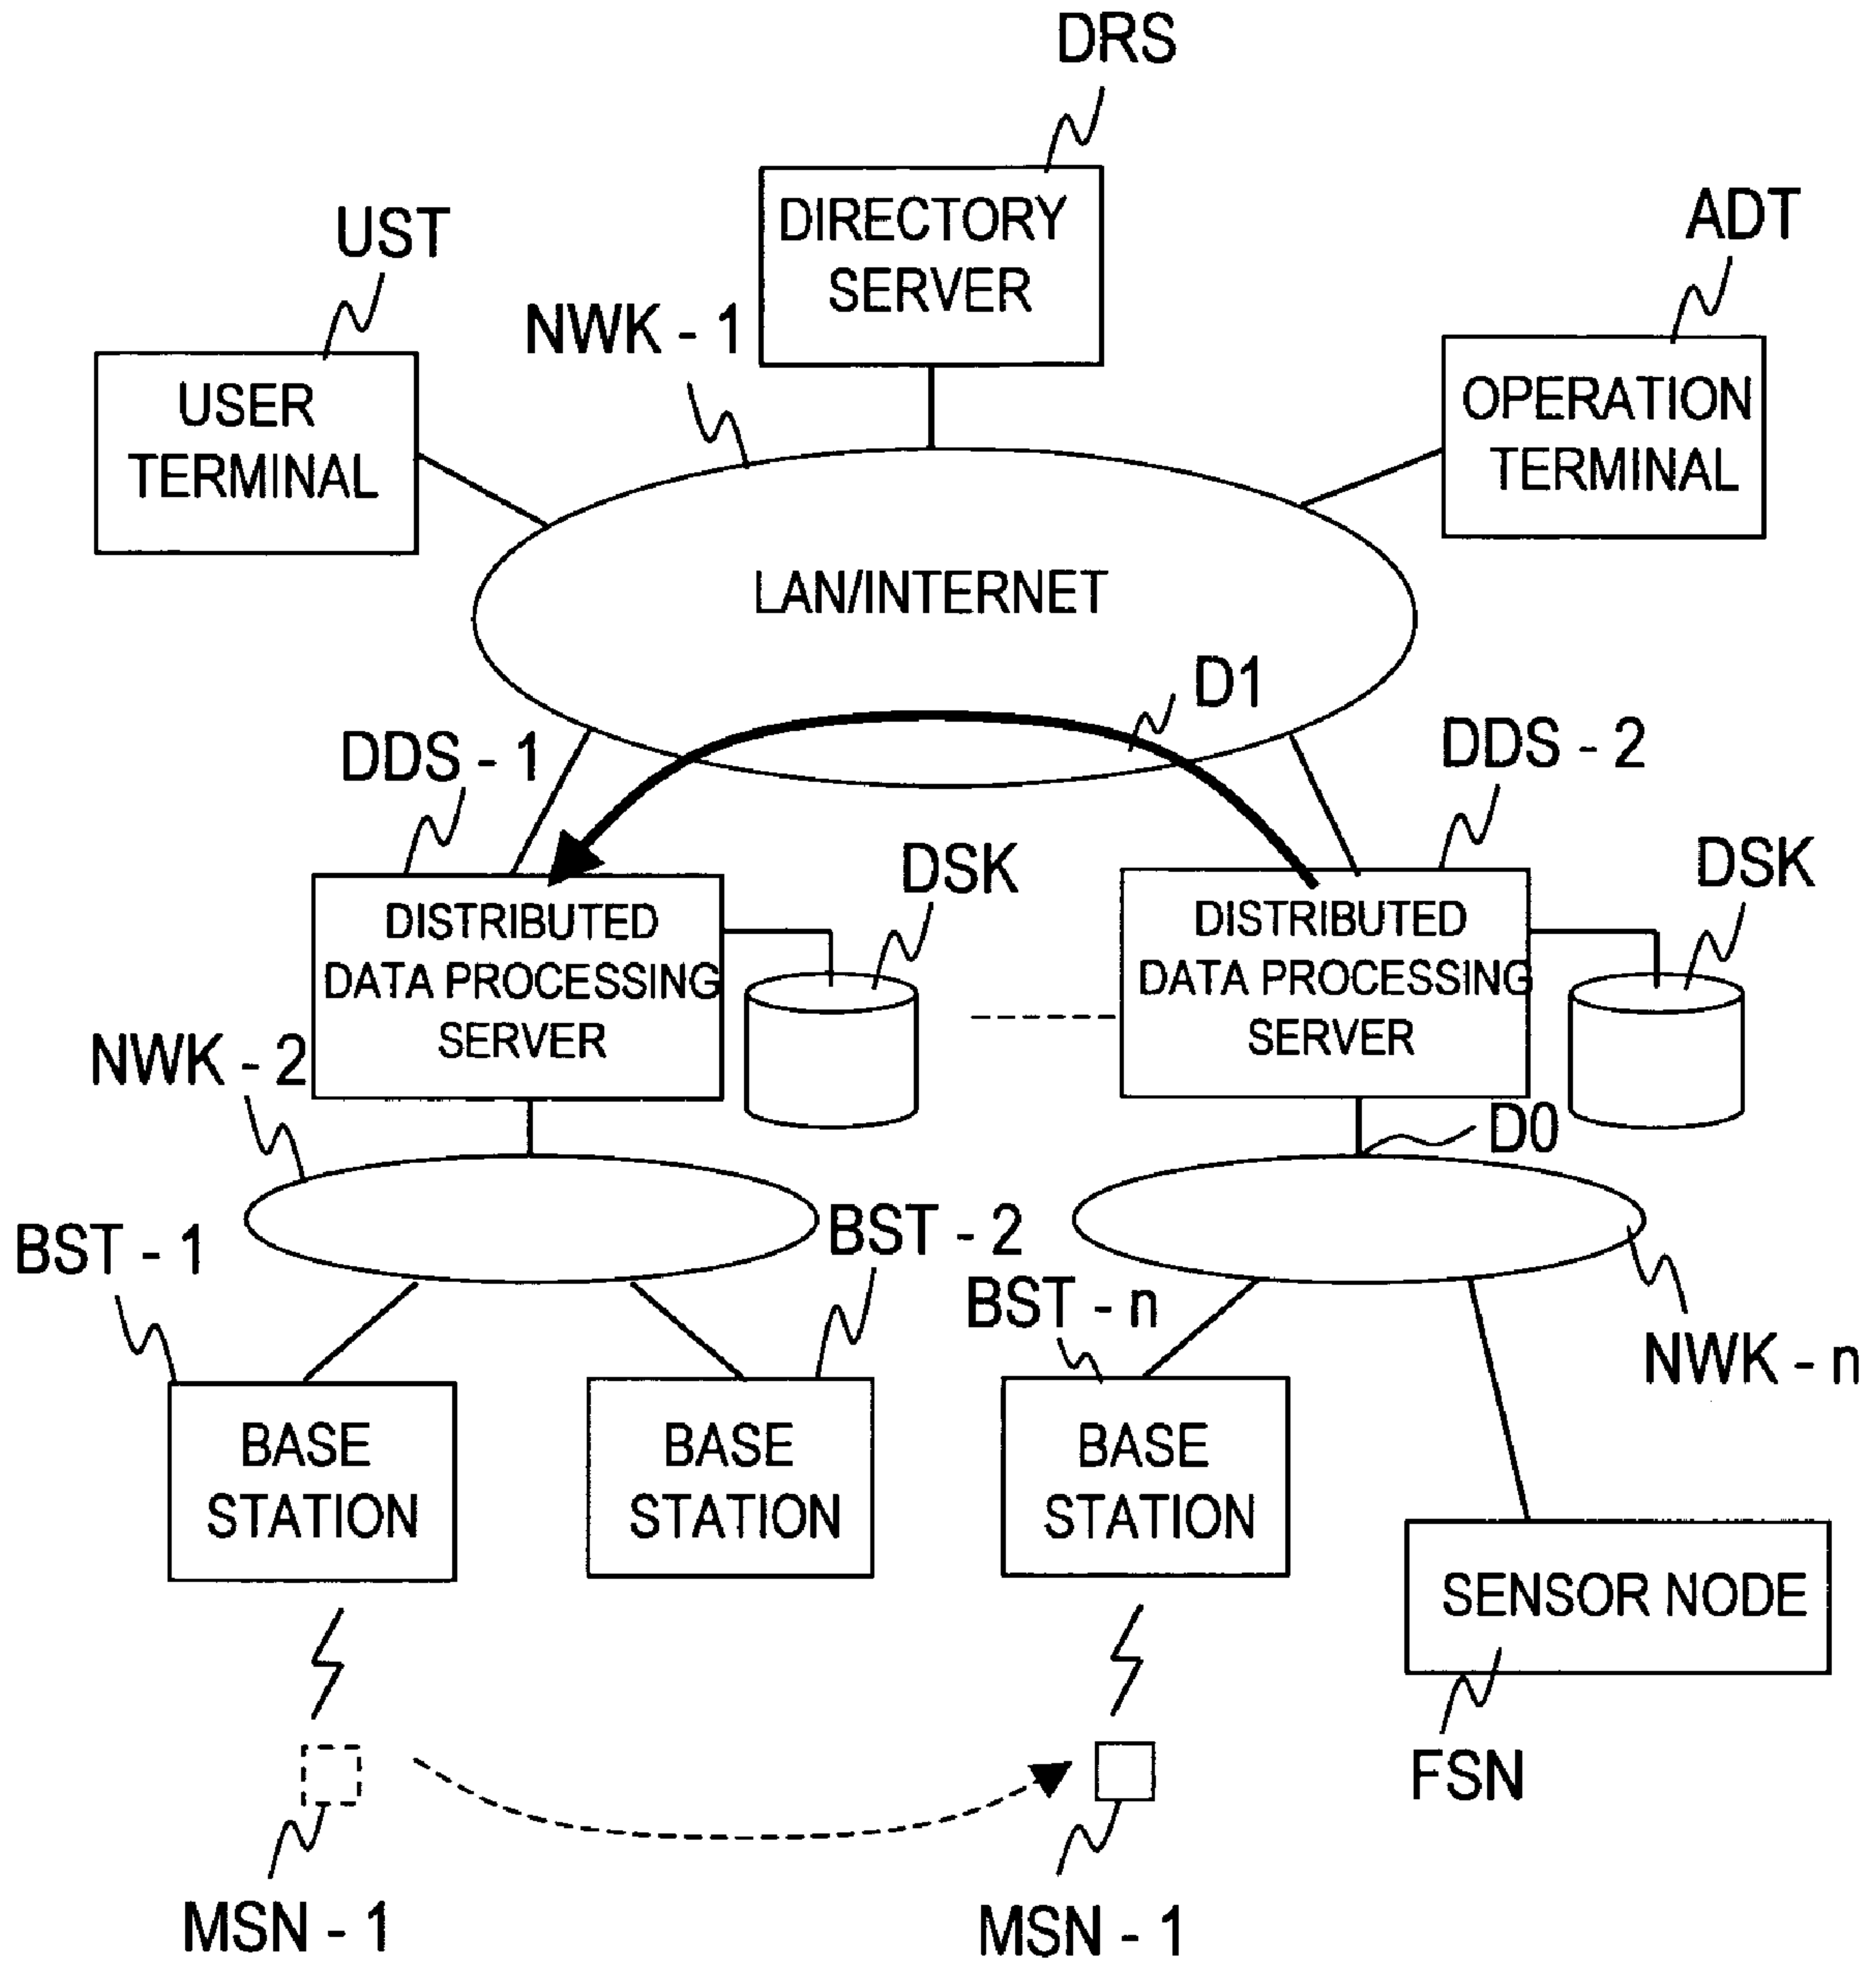 DRS
DIRECTORY
SERVER
UST
ADT
NWK - 1
USER
TERMINAL
OPERATION
TERMINAL
LAN/INTERNET
D1
DDS - 1
DDS - 2
DSK
DSK
DISTRIBUTED
DATA PROCESSING
SERVER
DISTRIBUTED
DATA PROCESSING
SERVER
NWK - 2
D0
BST - 1
BST - 2
BST - n
NWK - n
BASE
STATION
BASE
STATION
BASE
STATION
SENSOR NODE
FSN
MSN - 1
MSN - 1